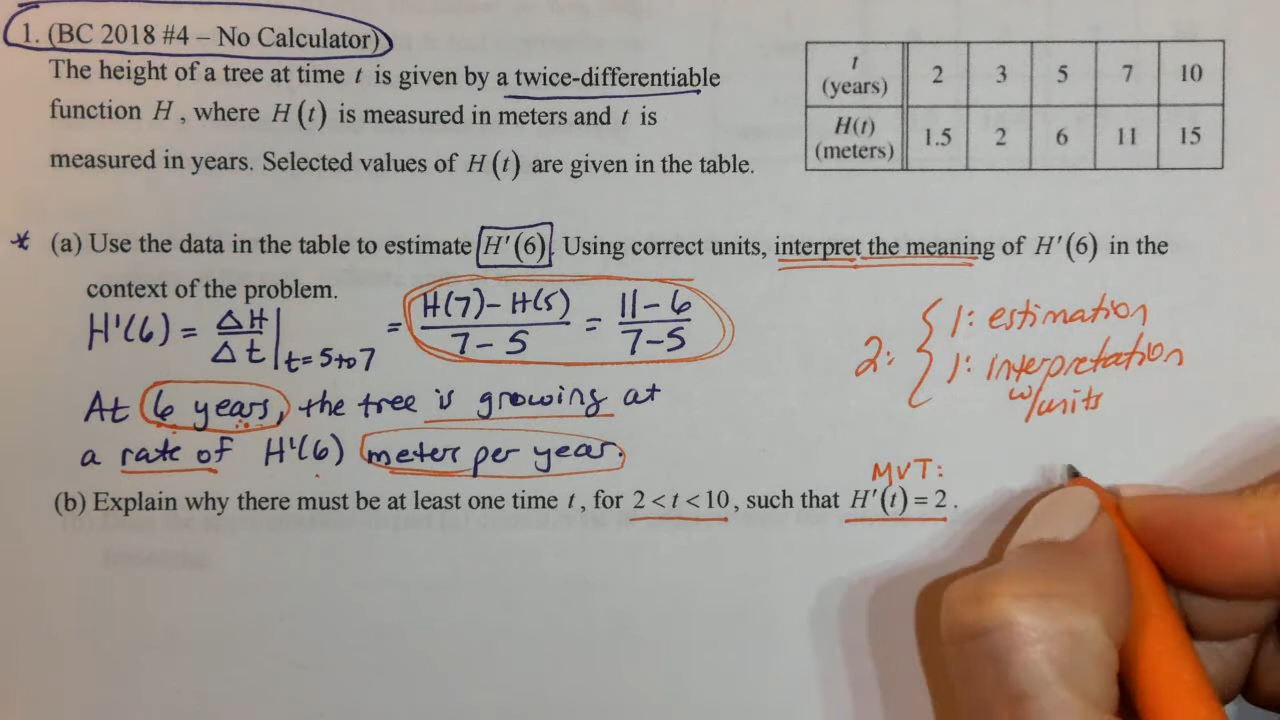 1. (BC 2018 #4 – No Calculator)
The height of a tree at time t is given by a twice-differentiable
function H , where H(t) is measured in meters and t is
measured in years. Selected values of H(t) are given in the table.
t (years) 2 3 5 7 10
H(t) (meters) 1.5 2 6 11 15
* (a) Use the data in the table to estimate H'(6). Using correct units, interpret the meaning of H'(6) in the
context of the problem.
H'(6) = ΔH/Δt | t=5 to 7 = H(7)-H(5)/7-5 = 11-6/7-5
2: { 1: estimation
1: interpretation
w/units
At 6 years, the tree is growing at
a rate of H'(6) meter per year.
MVT:
(b) Explain why there must be at least one time t , for 2 < t < 10 , such that H'(t) = 2 .